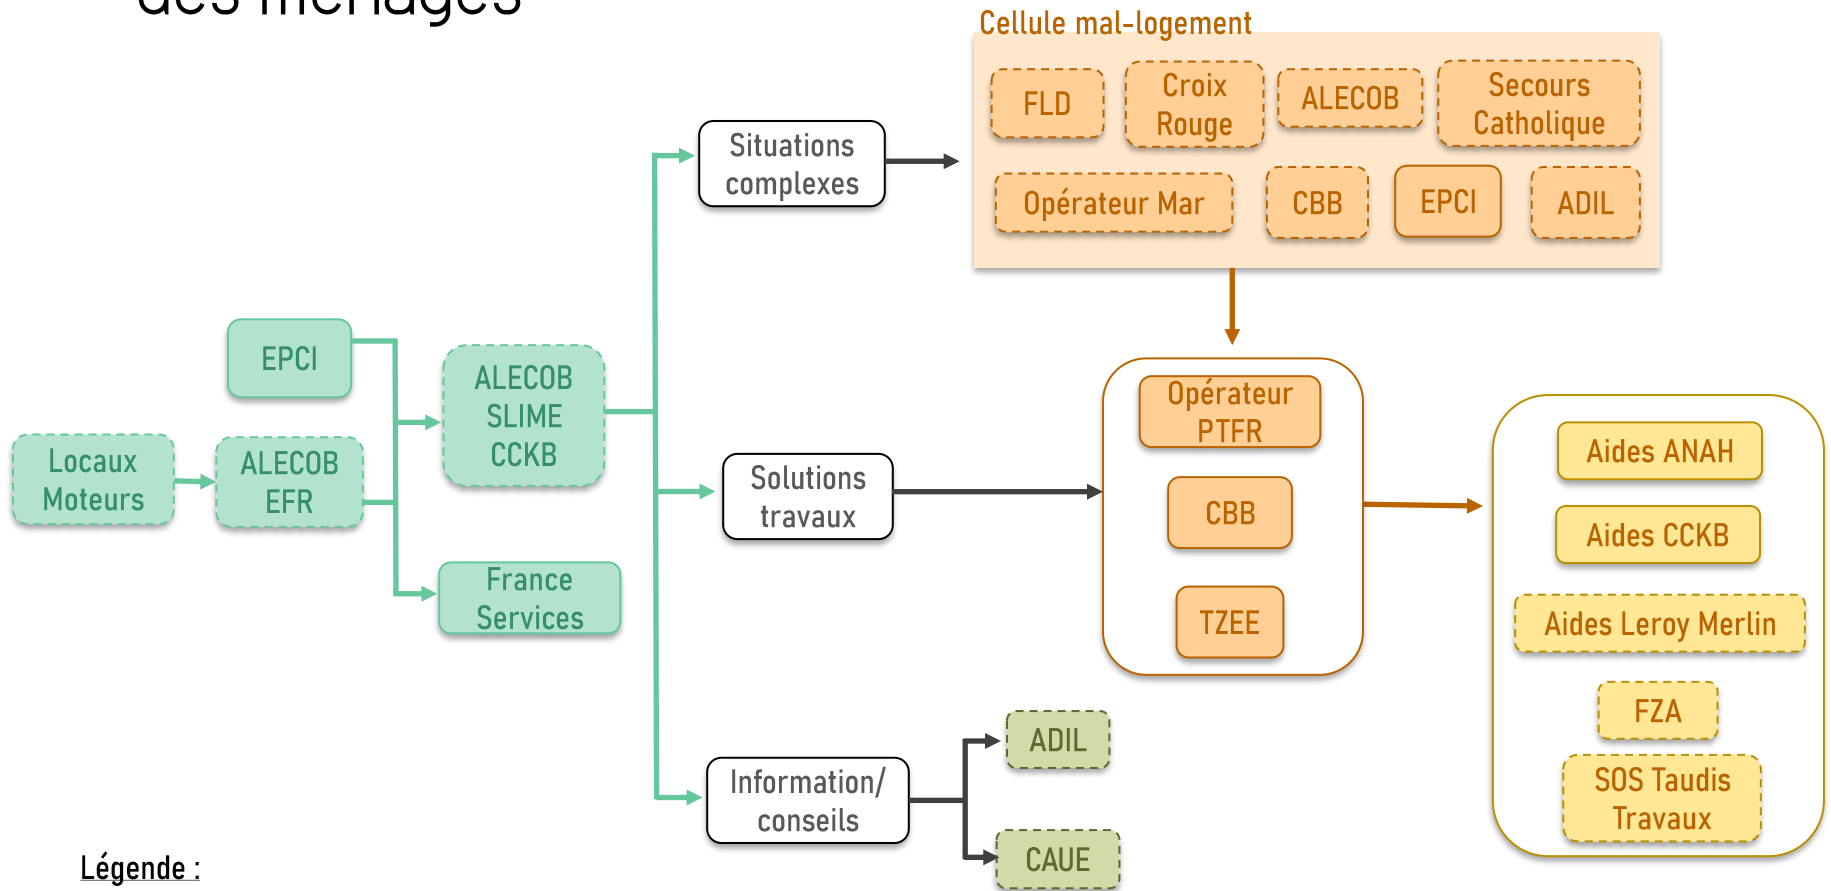 des ménages
Cellule mal-logement
FLD
Croix
Rouge
ALECOB
Secours
Catholique
Opérateur Mar
CBB
EPCI
ADIL
Situations
complexes
EPCI
ALECOB
SLIME
CCKB
Locaux
Moteurs
ALECOB
EFR
France
Services
Solutions
travaux
Opérateur
PTFR
CBB
TZEE
Aides ANAH
Aides CCKB
Aides Leroy Merlin
FZA
SOS Taudis
Travaux
Information/
conseils
ADIL
CAUE
Légende :